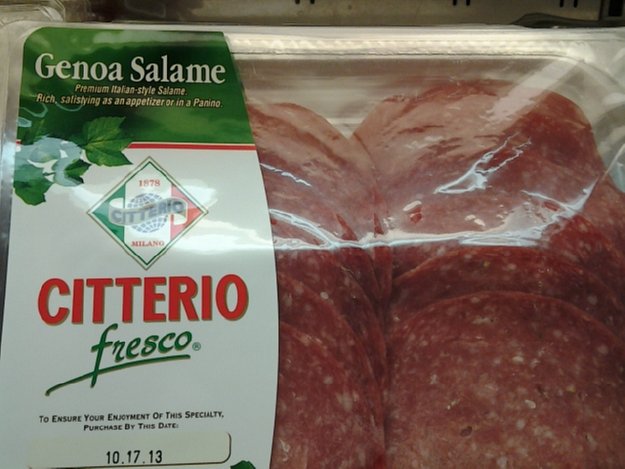 Genoa Salame
Premium Italian-style Salame.
Rich, satisfying as an appetizer or in a Panino.
1878
CITTERIO
MILANO
CITTERIO
fresco®
To Ensure Your Enjoyment Of This Specialty,
Purchase By This Date:
10.17.13